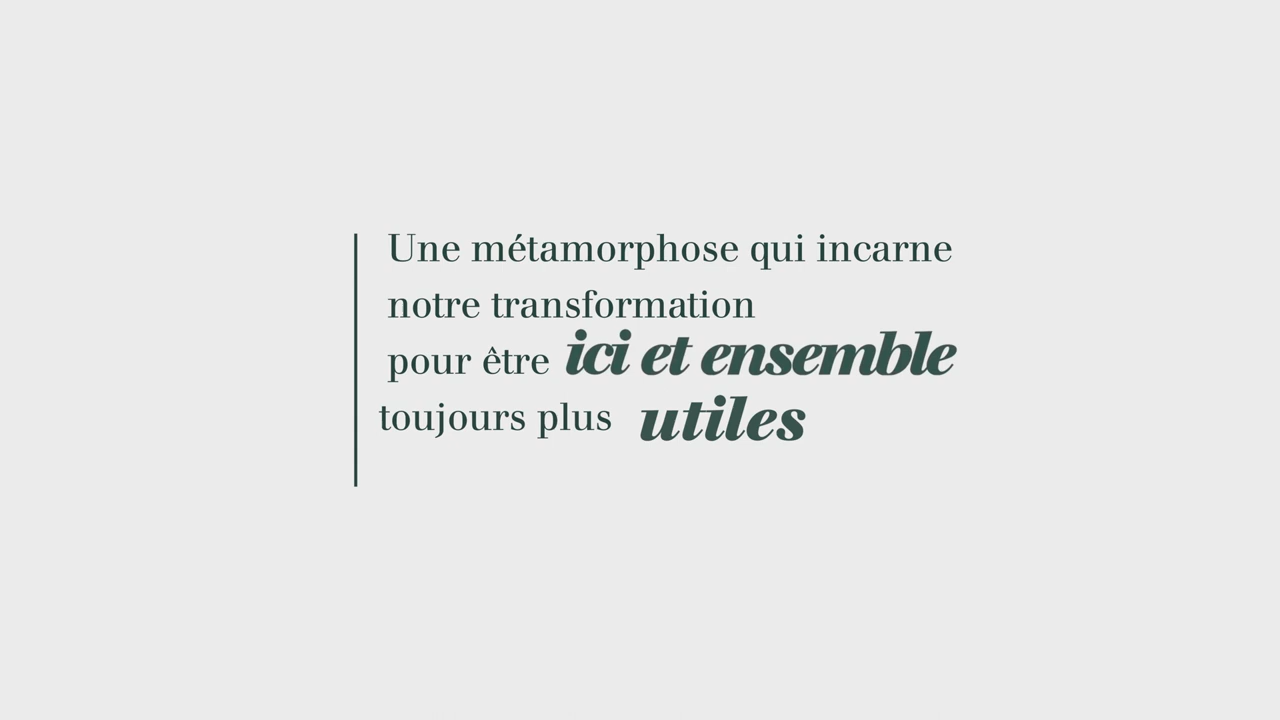 Une métamorphose qui incarne
notre transformation
pour être ici et ensemble
toujours plus utiles